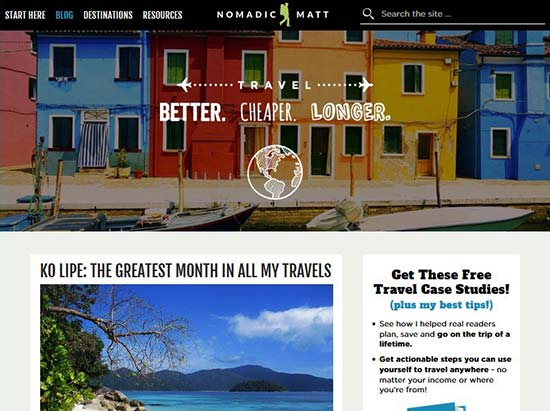 START HERE BLOG DESTINATIONS RESOURCES NOMADIC MATT Search the site ...
TRAVEL
BETTER. CHEAPER. LONGER.
KO LIPE: THE GREATEST MONTH IN ALL MY TRAVELS
Get These Free
Travel Case Studies!
(plus my best tips!)
• See how I helped real readers
plan, save and go on the trip of a
lifetime.
• Get actionable steps you can use
yourself to travel anywhere - no
matter your income or where
you're from!